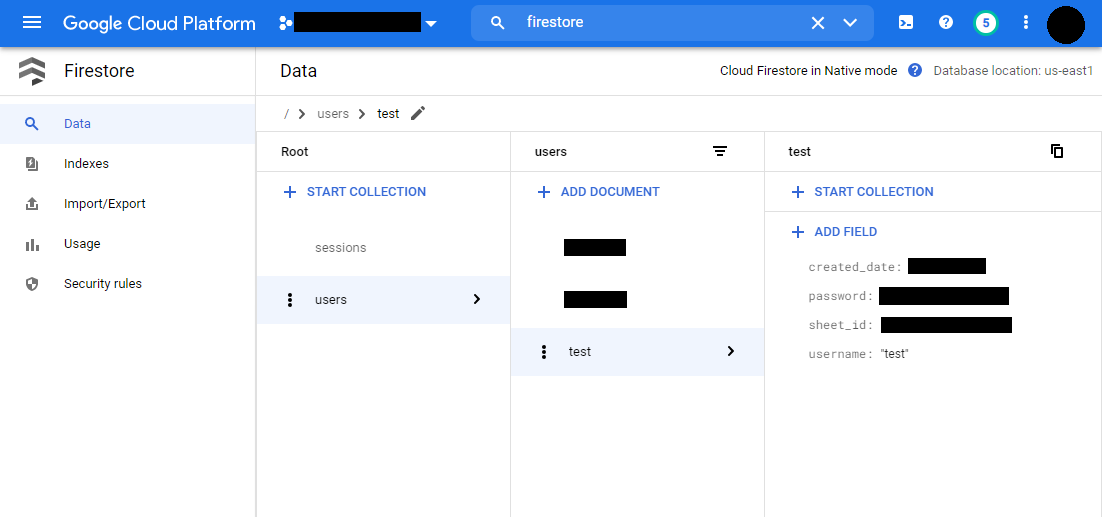 Google Cloud Platform
firestore
5
Firestore
Data
Cloud Firestore in Native mode
Database location: us-east1
Data
Indexes
Import/Export
Usage
Security rules
/ users test
Root
START COLLECTION
sessions
users
users
ADD DOCUMENT
test
test
START COLLECTION
ADD FIELD
created_date:
password:
sheet_id:
username: "test"